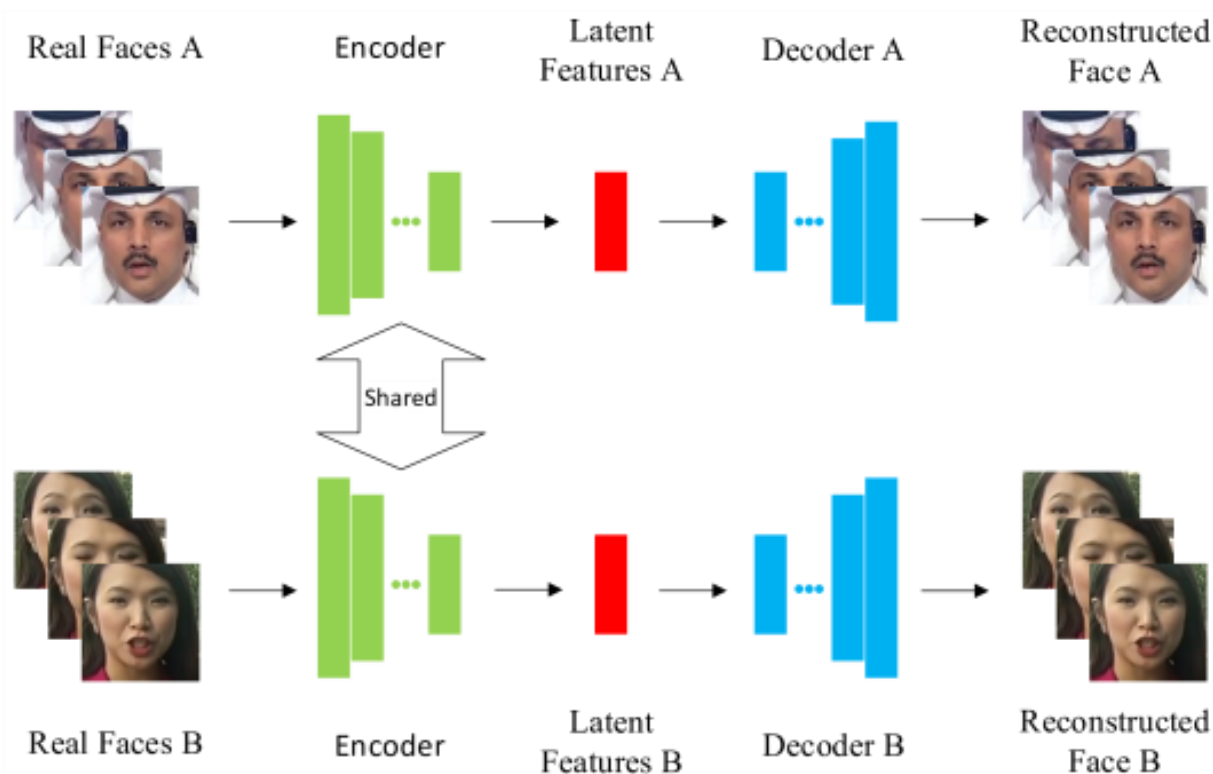 Real Faces A
Encoder
Latent
Features A
Decoder A
Reconstructed
Face A
Shared
Real Faces B
Encoder
Latent
Features B
Decoder B
Reconstructed
Face B